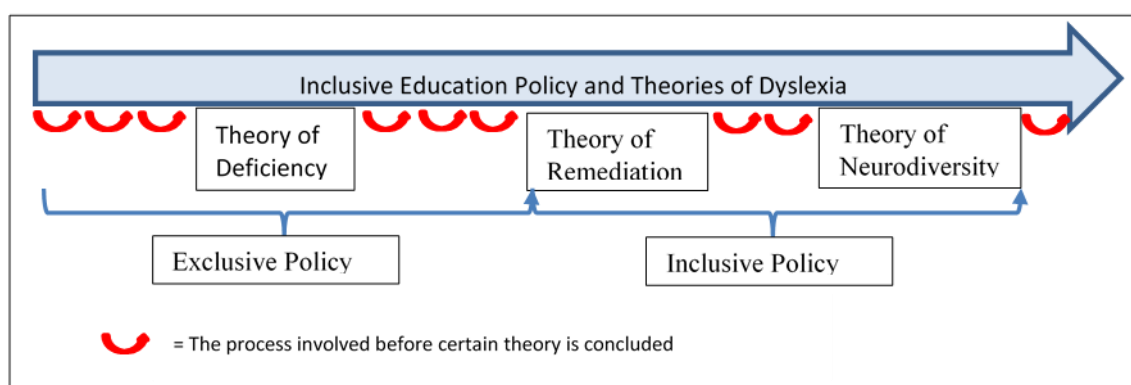 Inclusive Education Policy and Theories of Dyslexia
Theory of
Deficiency
Theory of
Remediation
Theory of
Neurodiversity
Exclusive Policy
Inclusive Policy
= The process involved before certain theory is concluded